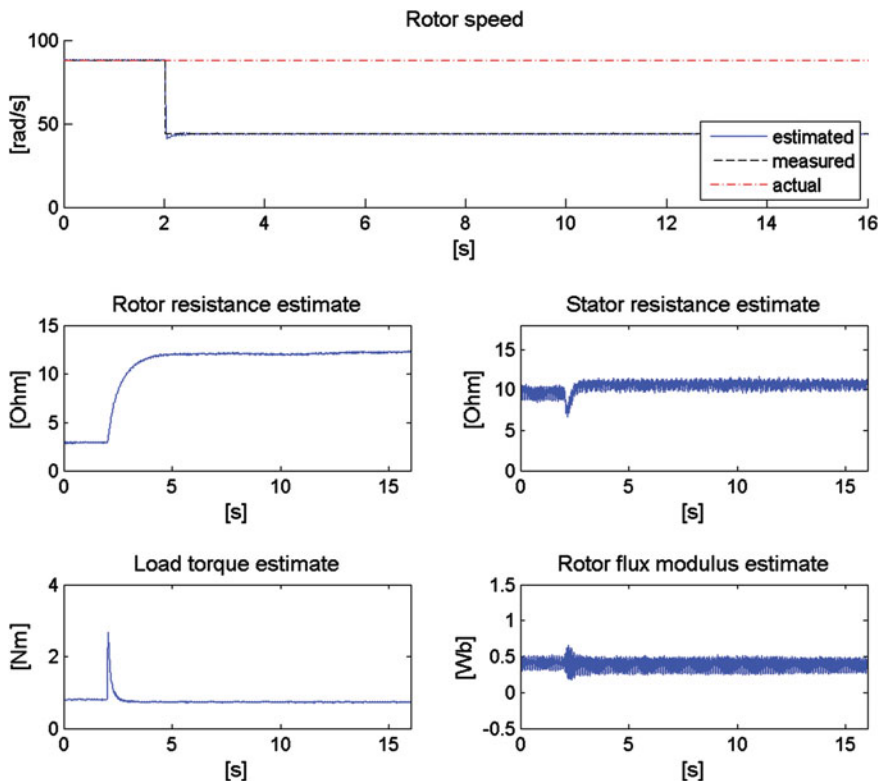 Rotor speed
100
50
0
[rad/s]
estimated
measured
actual
0 2 4 6 8 10 12 14 16
[s]
Rotor resistance estimate
15
10
5
0
[Ohm]
0 5 10 15
[s]
Stator resistance estimate
15
10
5
0
[Ohm]
0 5 10 15
[s]
Load torque estimate
4
2
0
[Nm]
0 5 10 15
[s]
Rotor flux modulus estimate
1.5
1
0.5
0
-0.5
[Wb]
0 5 10 15
[s]